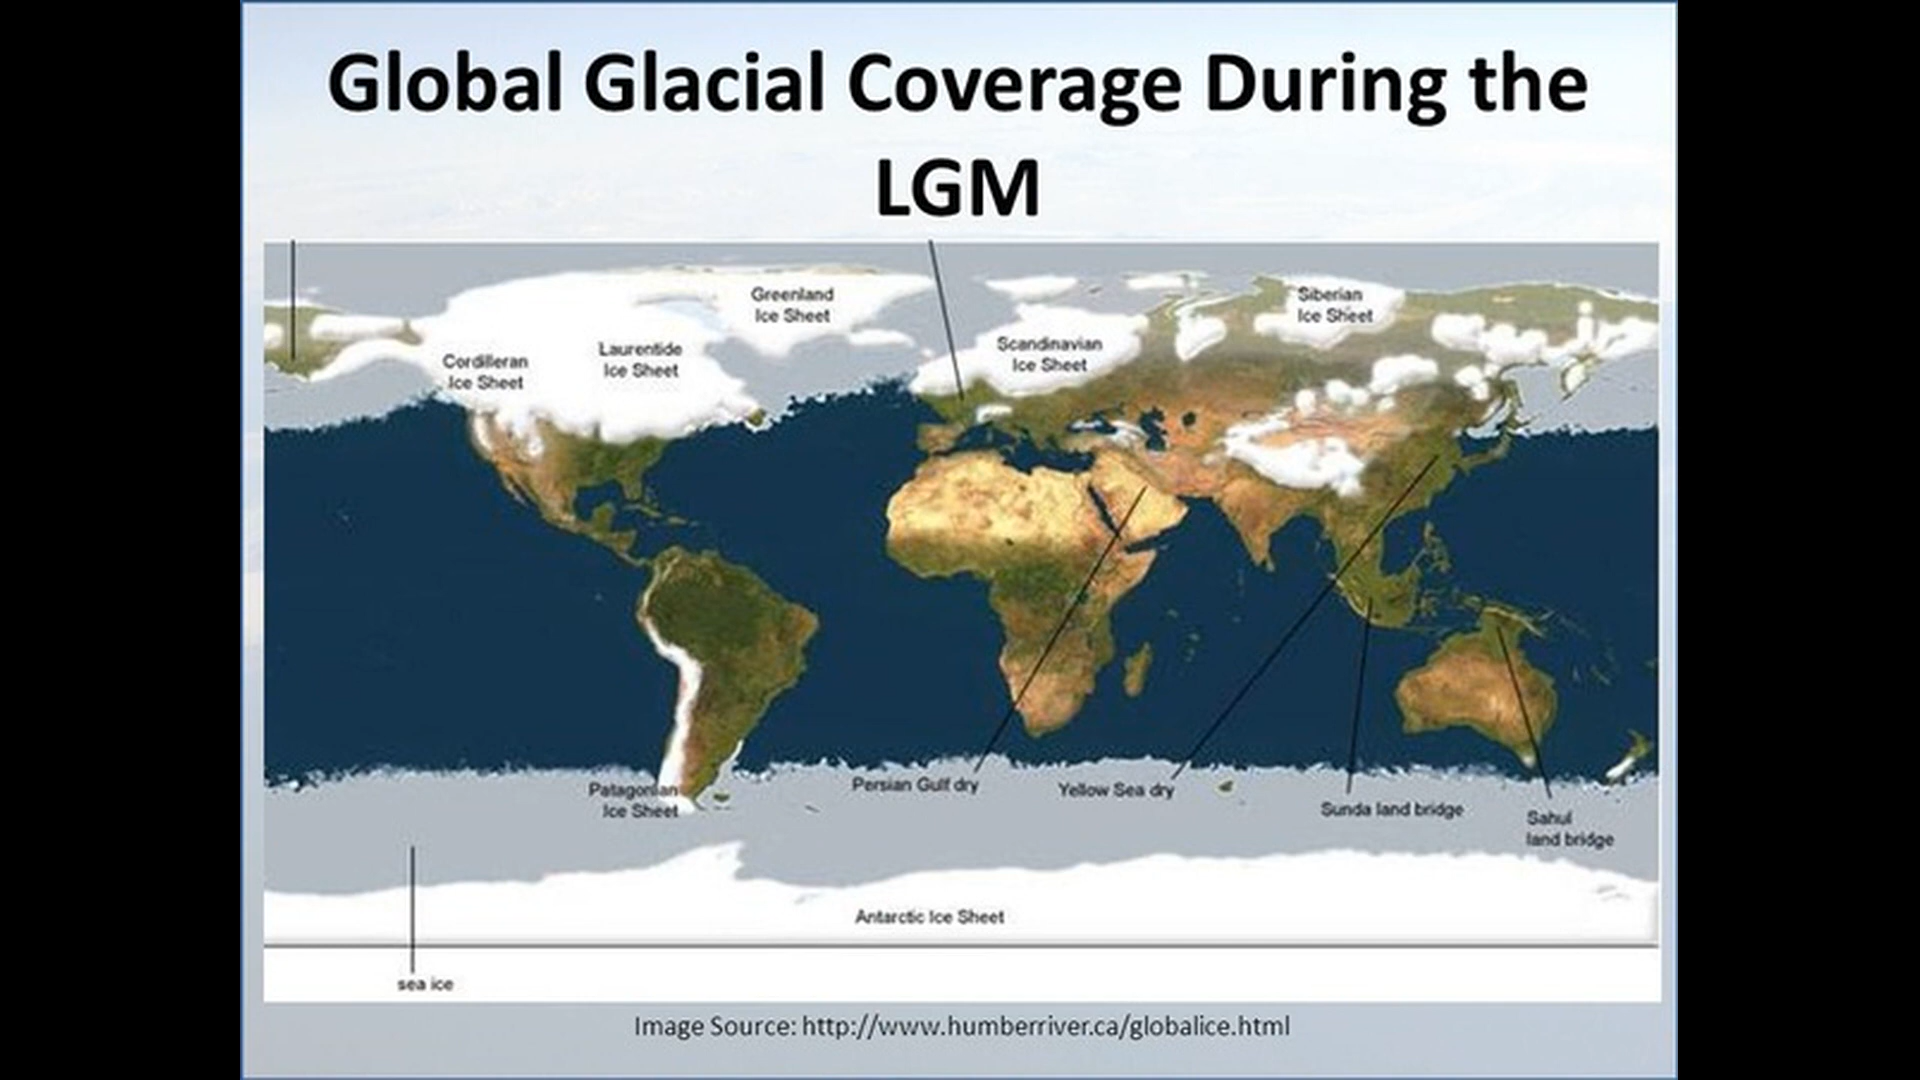 Global Glacial Coverage During the
LGM
Greenland
Ice Sheet
Siberian
Ice Sheet
Cordilleran
Ice Sheet
Laurentide
Ice Sheet
Scandinavian
Ice Sheet
Patagonian
Ice Sheet
Persian Gulf dry
Yellow Sea dry
Sunda land bridge
Sahul
land bridge
Antarctic Ice Sheet
sea ice
Image Source: http://www.humberriver.ca/globalice.html